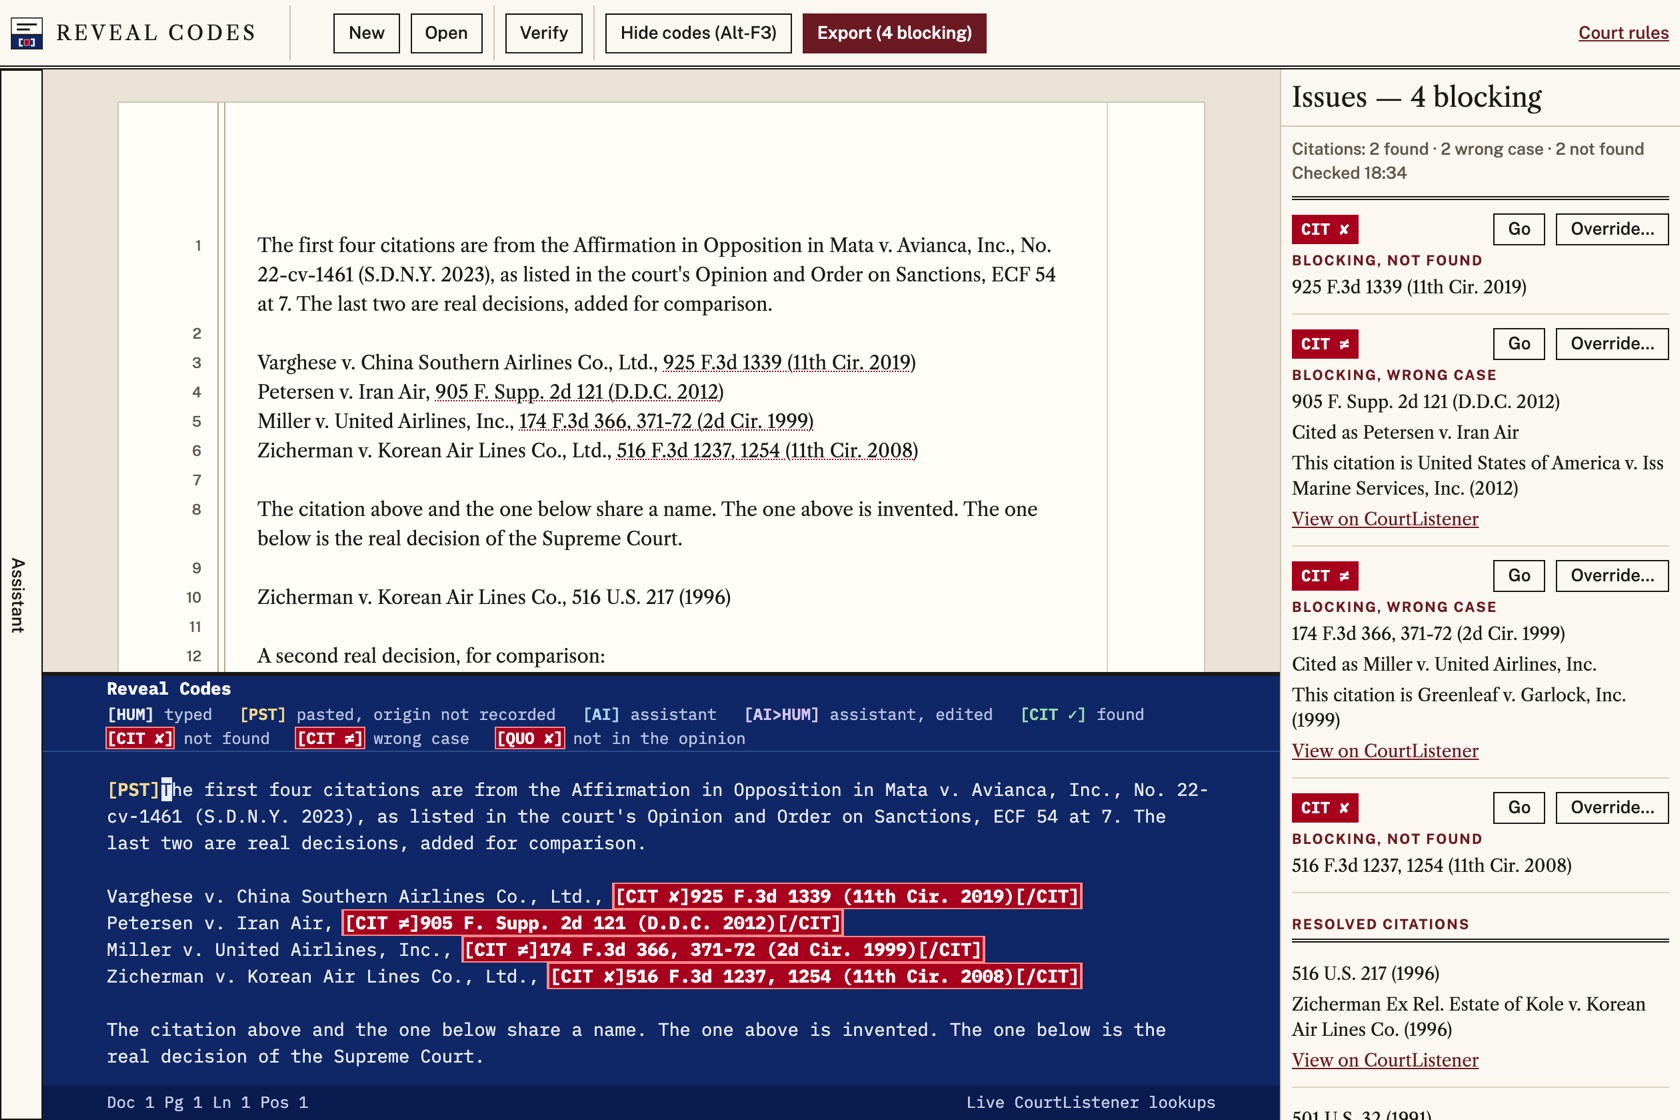 REVEAL CODES
New
Open
Verify
Hide codes (Alt-F3)
Export (4 blocking)
Court rules
Assistant
1 The first four citations are from the Affirmation in Opposition in Mata v. Avianca, Inc., No.
22-cv-1461 (S.D.N.Y. 2023), as listed in the court's Opinion and Order on Sanctions, ECF 54
at 7. The last two are real decisions, added for comparison.
2
3 Varghese v. China Southern Airlines Co., Ltd., 925 F.3d 1339 (11th Cir. 2019)
4 Petersen v. Iran Air, 905 F. Supp. 2d 121 (D.D.C. 2012)
5 Miller v. United Airlines, Inc., 174 F.3d 366, 371-72 (2d Cir. 1999)
6 Zicherman v. Korean Air Lines Co., Ltd., 516 F.3d 1237, 1254 (11th Cir. 2008)
7
8 The citation above and the one below share a name. The one above is invented. The one
below is the real decision of the Supreme Court.
9
10 Zicherman v. Korean Air Lines Co., 516 U.S. 217 (1996)
11
12 A second real decision, for comparison:
Reveal Codes
[HUM] typed [PST] pasted, origin not recorded [AI] assistant [AI>HUM] assistant, edited [CIT ✓] found
[CIT ✘] not found [CIT ≠] wrong case [QUO ✘] not in the opinion
[PST]The first four citations are from the Affirmation in Opposition in Mata v. Avianca, Inc., No. 22-
cv-1461 (S.D.N.Y. 2023), as listed in the court's Opinion and Order on Sanctions, ECF 54 at 7. The
last two are real decisions, added for comparison.
Varghese v. China Southern Airlines Co., Ltd., [CIT ✘]925 F.3d 1339 (11th Cir. 2019)[/CIT]
Petersen v. Iran Air, [CIT ≠]905 F. Supp. 2d 121 (D.D.C. 2012)[/CIT]
Miller v. United Airlines, Inc., [CIT ≠]174 F.3d 366, 371-72 (2d Cir. 1999)[/CIT]
Zicherman v. Korean Air Lines Co., Ltd., [CIT ✘]516 F.3d 1237, 1254 (11th Cir. 2008)[/CIT]
The citation above and the one below share a name. The one above is invented. The one below is the
real decision of the Supreme Court.
Doc 1 Pg 1 Ln 1 Pos 1
Live CourtListener lookups
Issues — 4 blocking
Citations: 2 found · 2 wrong case · 2 not found
Checked 18:34
CIT ✘ Go Override...
BLOCKING, NOT FOUND
925 F.3d 1339 (11th Cir. 2019)
CIT ≠ Go Override...
BLOCKING, WRONG CASE
905 F. Supp. 2d 121 (D.D.C. 2012)
Cited as Petersen v. Iran Air
This citation is United States of America v. Iss
Marine Services, Inc. (2012)
View on CourtListener
CIT ≠ Go Override...
BLOCKING, WRONG CASE
174 F.3d 366, 371-72 (2d Cir. 1999)
Cited as Miller v. United Airlines, Inc.
This citation is Greenleaf v. Garlock, Inc.
(1999)
View on CourtListener
CIT ✘ Go Override...
BLOCKING, NOT FOUND
516 F.3d 1237, 1254 (11th Cir. 2008)
RESOLVED CITATIONS
516 U.S. 217 (1996)
Zicherman Ex Rel. Estate of Kole v. Korean
Air Lines Co. (1996)
View on CourtListener
501 U.S. 32 (1991)